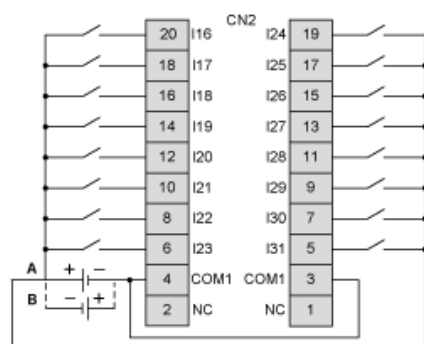 CN2
20 I16 I24 19
18 I17 I25 17
16 I18 I26 15
14 I19 I27 13
12 I20 I28 11
10 I21 I29 9
8 I22 I30 7
6 I23 I31 5
A + − 4 COM1 COM1 3
B − + 2 NC NC 1